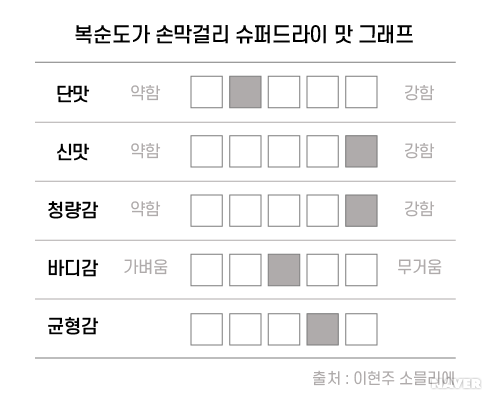 복순도가 손막걸리 슈퍼드라이 맛 그래프
단맛 약함 강함
신맛 약함 강함
청량감 약함 강함
바디감 가벼움 무거움
균형감
출처 : 이현주 소믈리에
NAVER